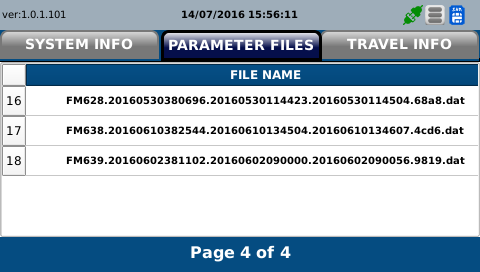 ver:1.0.1.101
14/07/2016 15:56:11
SYSTEM INFO
PARAMETER FILES
TRAVEL INFO
FILE NAME
16 FM628.20160530380696.20160530114423.20160530114504.68a8.dat
17 FM638.20160610382544.20160610134504.20160610134607.4cd6.dat
18 FM639.20160602381102.20160602090000.20160602090056.9819.dat
Page 4 of 4